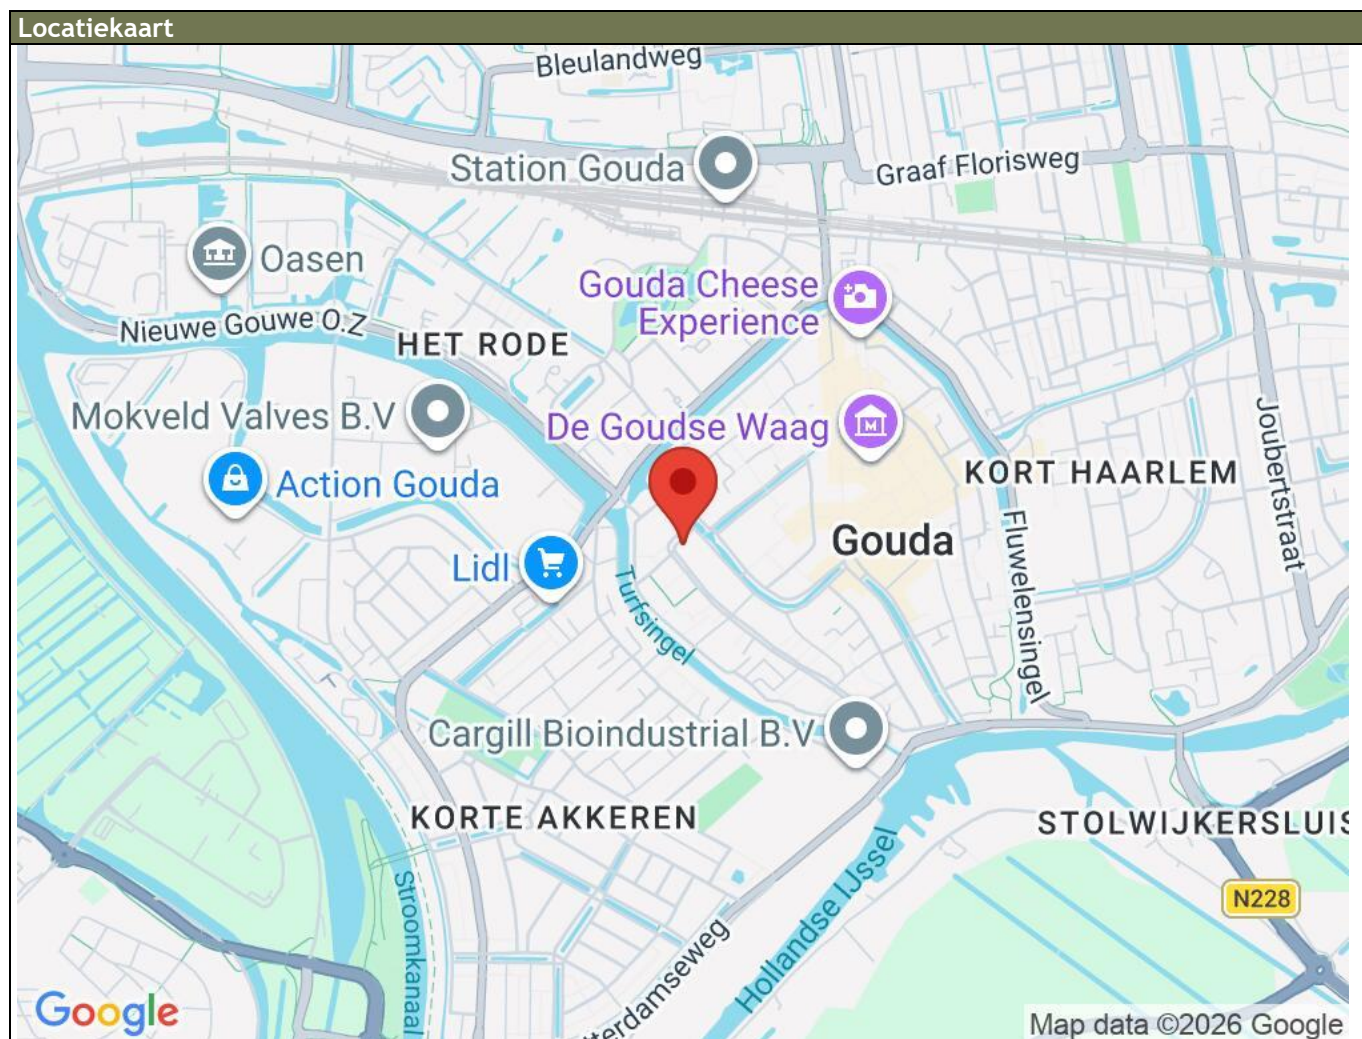 Locatiekaart
Bleulandweg
Station Gouda
Graaf Florisweg
Oasen
Gouda Cheese
Experience
Nieuwe Gouwe O.Z
HET RODE
Mokveld Valves B.V
De Goudse Waag
Joubertstraat
Action Gouda
KORT HAARLEM
Gouda
Lidl
Fluwelensingel
Turfsingel
Cargill Bioindustrial B.V
KORTE AKKEREN
STOLWIJKERSLUIS
Stroomkanaal
Hollandse IJssel
N228
tterdamseweg
Google
Map data ©2026 Google